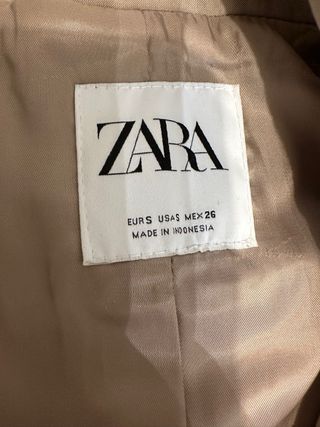 ZARA
EUR S USA S MEX 26
MADE IN INDONESIA